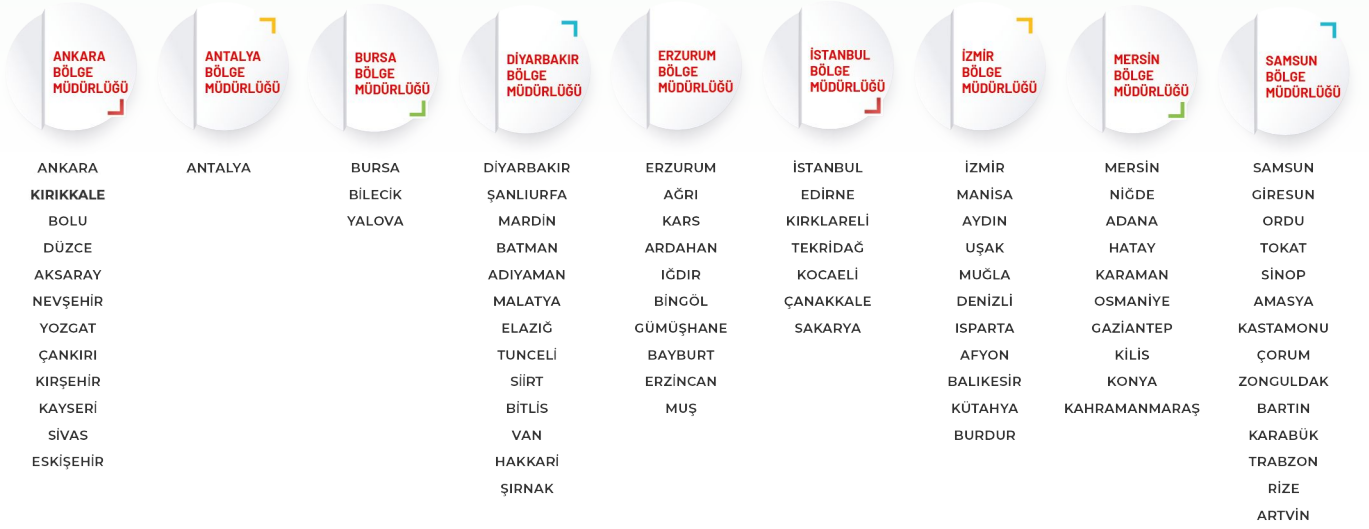 ANKARA
BÖLGE
MÜDÜRLÜĞÜ
ANTALYA
BÖLGE
MÜDÜRLÜĞÜ
BURSA
BÖLGE
MÜDÜRLÜĞÜ
DİYARBAKIR
BÖLGE
MÜDÜRLÜĞÜ
ERZURUM
BÖLGE
MÜDÜRLÜĞÜ
İSTANBUL
BÖLGE
MÜDÜRLÜĞÜ
İZMİR
BÖLGE
MÜDÜRLÜĞÜ
MERSİN
BÖLGE
MÜDÜRLÜĞÜ
SAMSUN
BÖLGE
MÜDÜRLÜĞÜ
ANKARA
KIRIKKALE
BOLU
DÜZCE
AKSARAY
NEVŞEHİR
YOZGAT
ÇANKIRI
KIRŞEHİR
KAYSERİ
SİVAS
ESKİŞEHİR
ANTALYA
BURSA
BİLECİK
YALOVA
DİYARBAKIR
ŞANLIURFA
MARDİN
BATMAN
ADIYAMAN
MALATYA
ELAZIĞ
TUNCELİ
SİİRT
BİTLİS
VAN
HAKKARİ
ŞIRNAK
ERZURUM
AĞRI
KARS
ARDAHAN
IĞDIR
BİNGÖL
GÜMÜŞHANE
BAYBURT
ERZİNCAN
MUŞ
İSTANBUL
EDİRNE
KIRKLARELİ
TEKRİDAĞ
KOCAELİ
ÇANAKKALE
SAKARYA
İZMİR
MANİSA
AYDIN
UŞAK
MUĞLA
DENİZLİ
ISPARTA
AFYON
BALIKESİR
KÜTAHYA
BURDUR
MERSİN
NİĞDE
ADANA
HATAY
KARAMAN
OSMANİYE
GAZİANTEP
KİLİS
KONYA
KAHRAMANMARAŞ
SAMSUN
GİRESUN
ORDU
TOKAT
SİNOP
AMASYA
KASTAMONU
ÇORUM
ZONGULDAK
BARTIN
KARABÜK
TRABZON
RİZE
ARTVİN